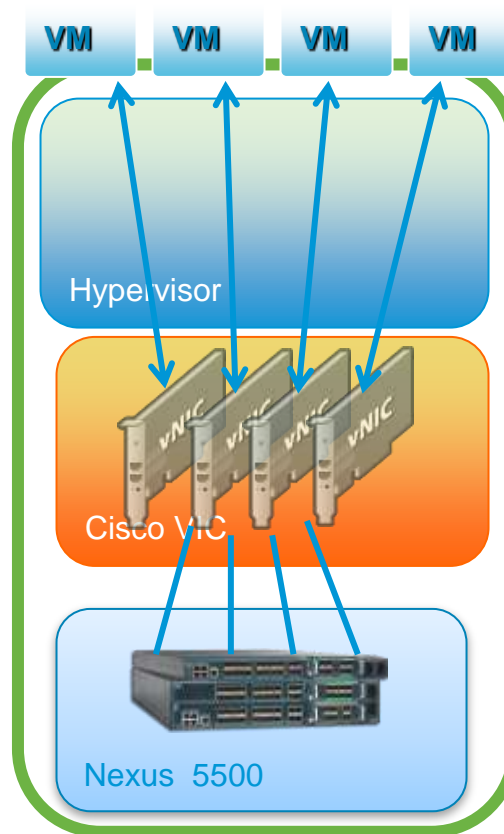 VM VM VM VM
Hypervisor
vNIC vNIC vNIC vNIC
Cisco VIC
Nexus 5500